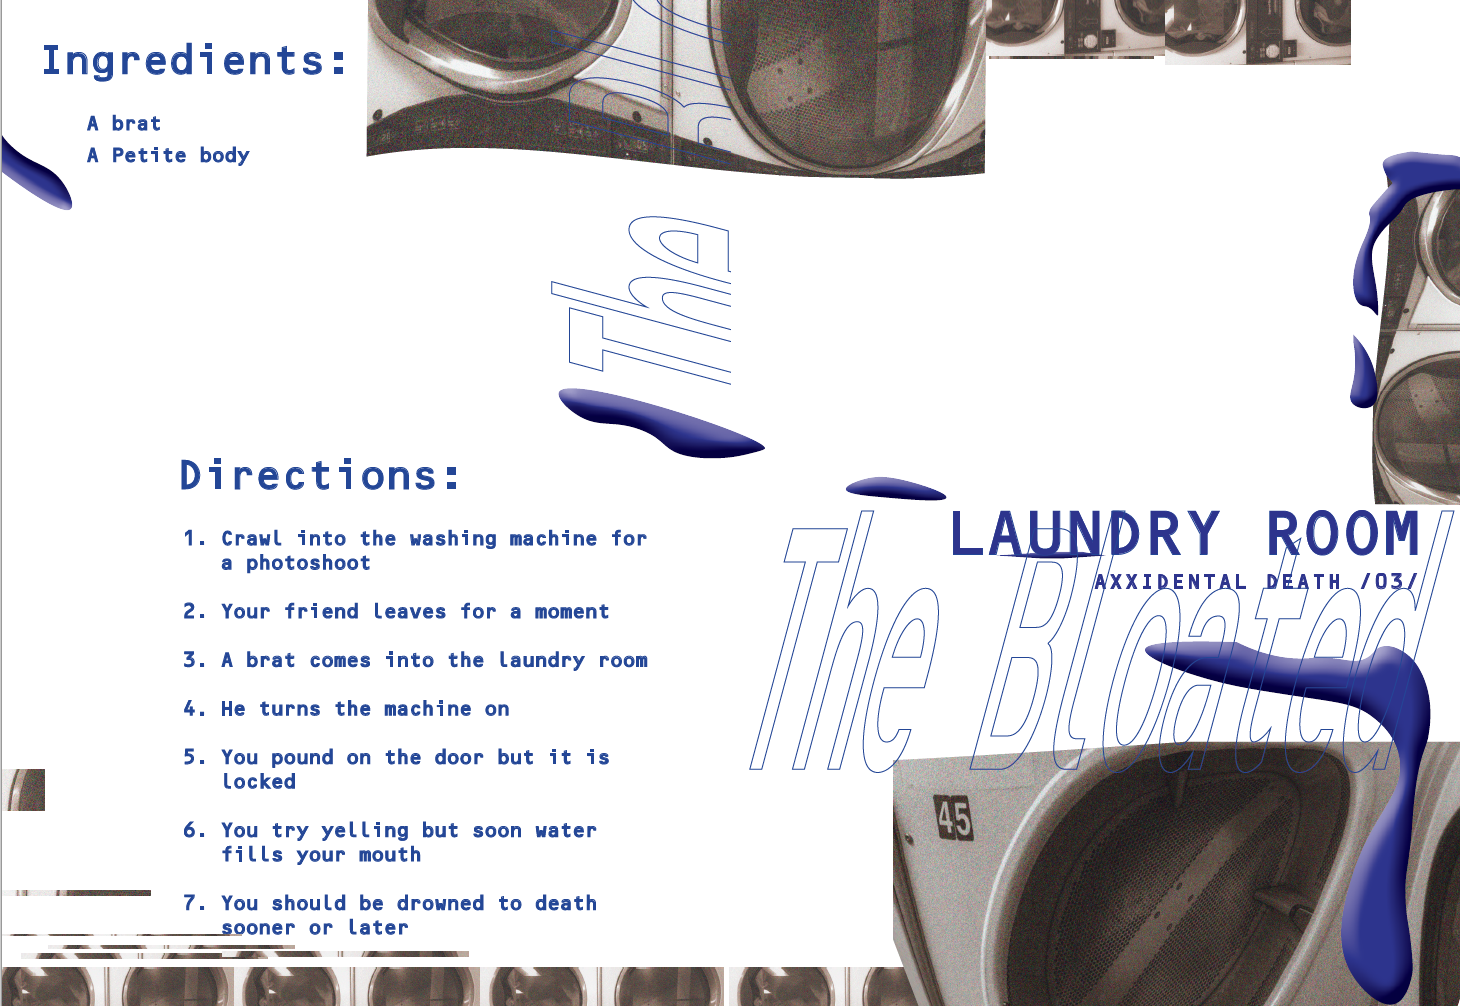 Ingredients:
A brat
A Petite body
The
Directions:
1. Crawl into the washing machine for
a photoshoot
2. Your friend leaves for a moment
3. A brat comes into the laundry room
4. He turns the machine on
5. You pound on the door but it is
locked
6. You try yelling but soon water
fills your mouth
7. You should be drowned to death
sooner or later
LAUNDRY ROOM
AXXIDENTAL DEATH /03/
The Bloated
45